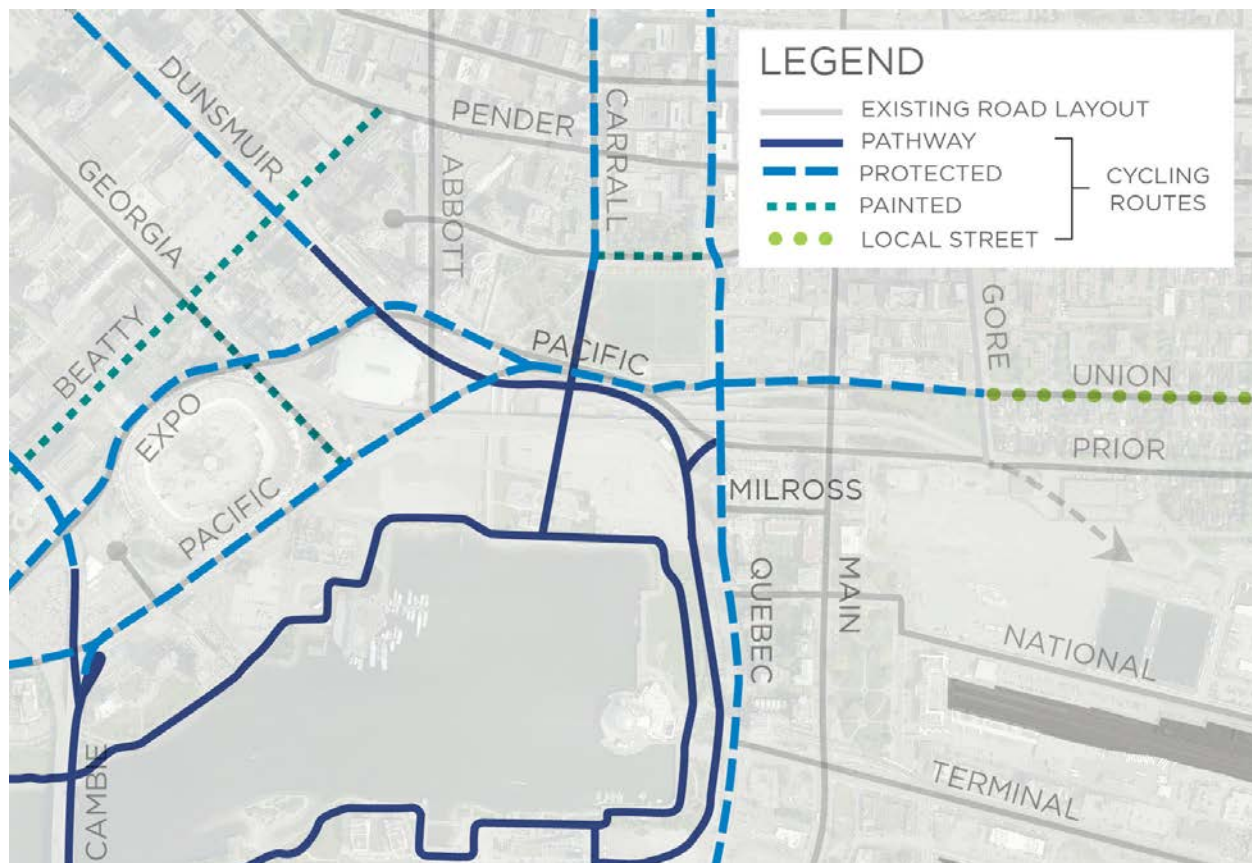 LEGEND
EXISTING ROAD LAYOUT
PATHWAY
PROTECTED
PAINTED
LOCAL STREET
CYCLING
ROUTES
DUNSMUIR
GEORGIA
PENDER
CARRALL
ABBOTT
BEATTY
EXPO
PACIFIC
PACIFIC
GORE
UNION
PRIOR
MILROSS
QUEBEC
MAIN
NATIONAL
TERMINAL
CAMBIE